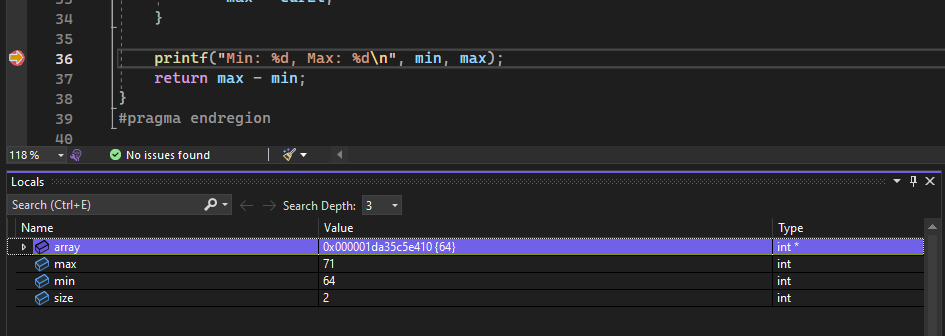 34 }
35
36 printf("Min: %d, Max: %d\n", min, max);
37 return max - min;
38 }
39 #pragma endregion
40
118 % No issues found
Locals
Search (Ctrl+E) Search Depth: 3
Name Value Type
array 0x000001da35c5e410 {64} int *
max 71 int
min 64 int
size 2 int